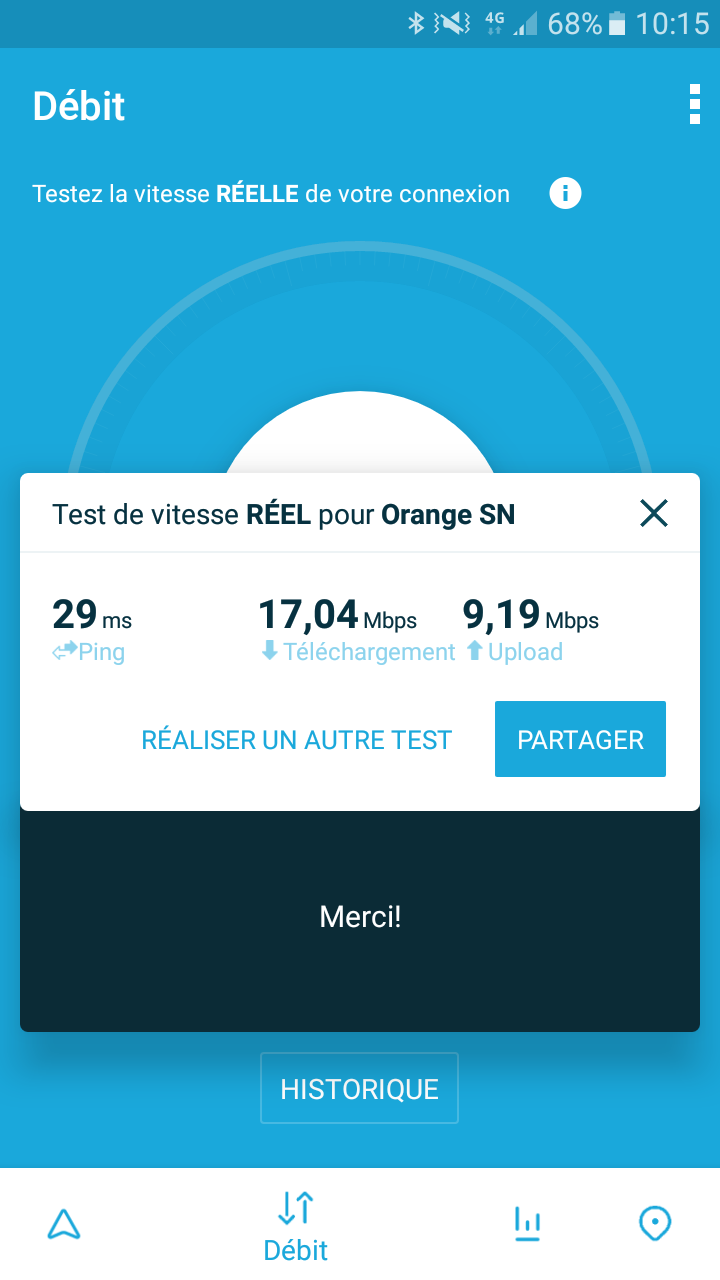 4G 68% 10:15
Débit
Testez la vitesse RÉELLE de votre connexion
Test de vitesse RÉEL pour Orange SN
29 ms 17,04 Mbps 9,19 Mbps
Ping Téléchargement Upload
RÉALISER UN AUTRE TEST PARTAGER
Merci!
HISTORIQUE
Débit